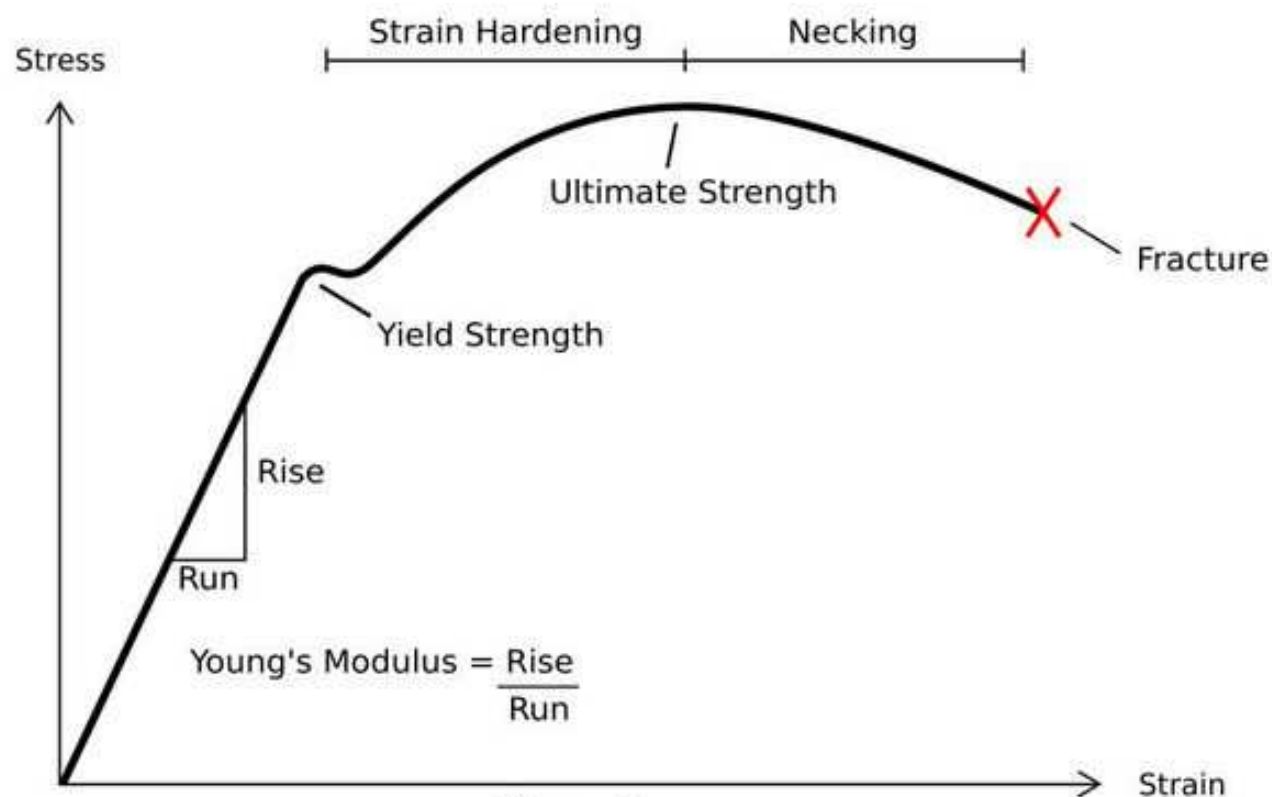 Strain Hardening
Necking
Stress
Ultimate Strength
Fracture
Yield Strength
Rise
Run
Young's Modulus = Rise
Run
Strain